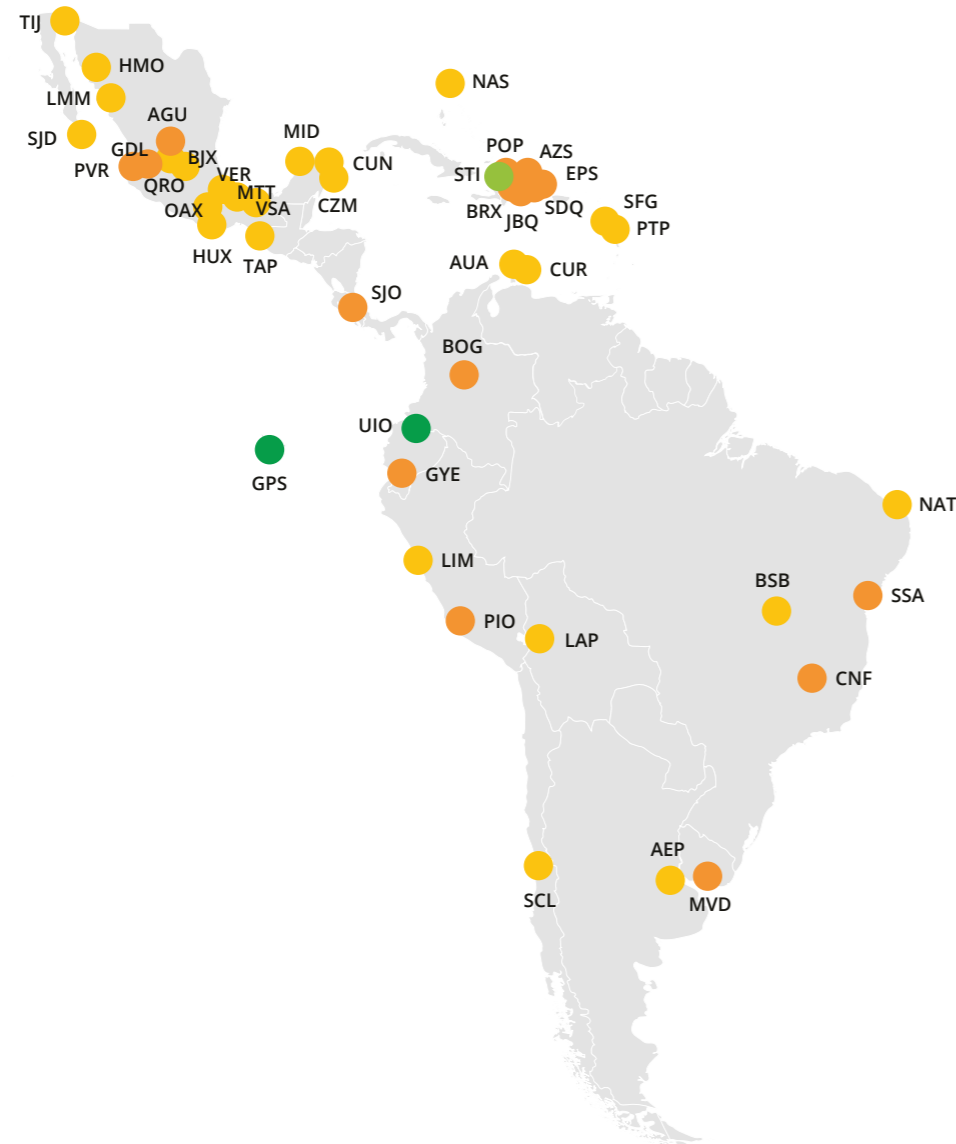 TIJ
HMO
NAS
LMM
AGU
SJD
MID
GDL
BJX
CUN
POP
AZS
PVR
QRO
VER
STI
EPS
MTT
CZM
OAX
VSA
BRX
JBQ
SDQ
SFG
PTP
HUX
TAP
AUA
CUR
SJO
BOG
UIO
GPS
GYE
NAT
LIM
BSB
SSA
PIO
LAP
CNF
AEP
SCL
MVD